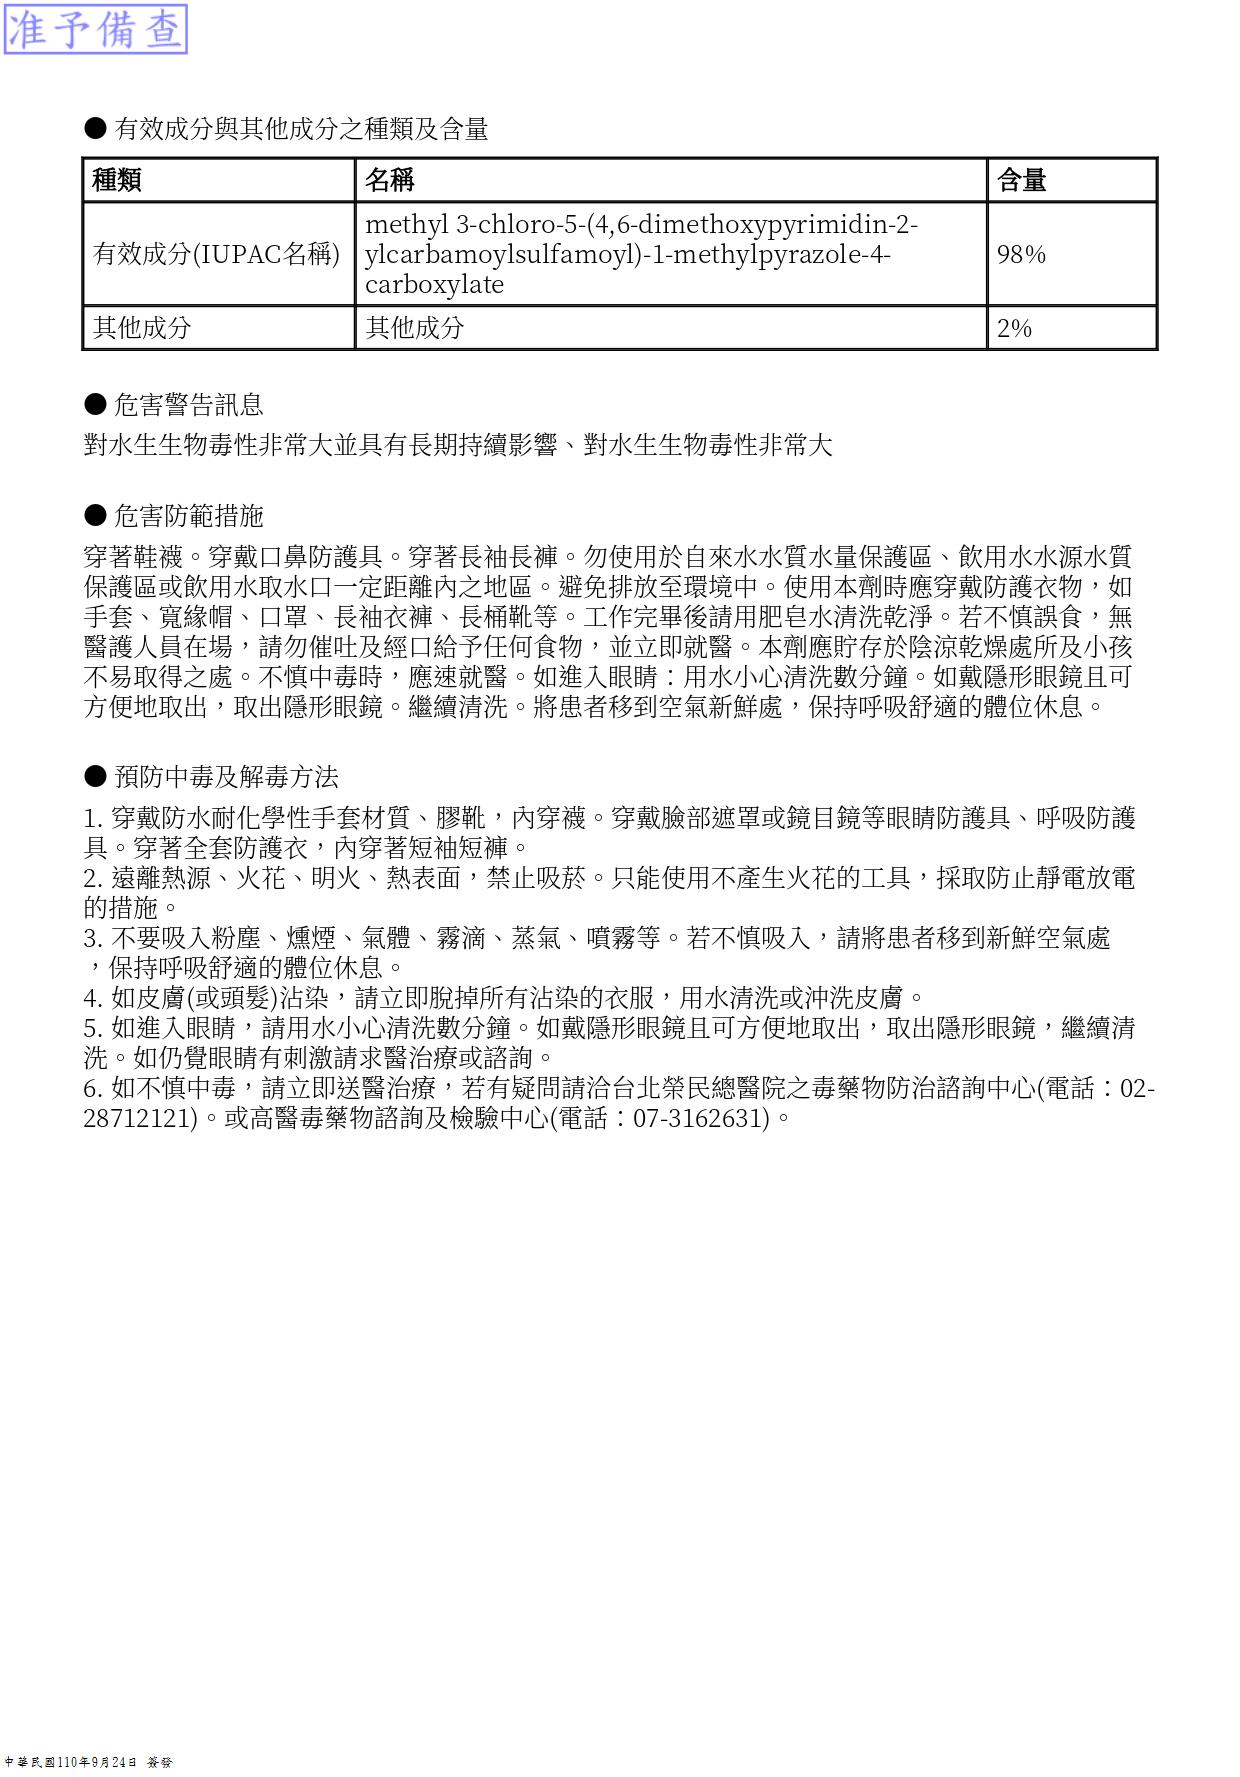 准予備查
● 有效成分與其他成分之種類及含量
種類 名稱 含量
有效成分(IUPAC名稱) methyl 3-chloro-5-(4,6-dimethoxypyrimidin-2-
ylcarbamoylsulfamoyl)-1-methylpyrazole-4-
carboxylate 98%
其他成分 其他成分 2%
● 危害警告訊息
對水生生物毒性非常大並具有長期持續影響、對水生生物毒性非常大
● 危害防範措施
穿著鞋襪。穿戴口鼻防護具。穿著長袖長褲。勿使用於自來水水質水量保護區、飲用水水源水質
保護區或飲用水取水口一定距離內之地區。避免排放至環境中。使用本劑時應穿戴防護衣物，如
手套、寬緣帽、口罩、長袖衣褲、長桶靴等。工作完畢後請用肥皂水清洗乾淨。若不慎誤食，無
醫護人員在場，請勿催吐及經口給予任何食物，並立即就醫。本劑應貯存於陰涼乾燥處所及小孩
不易取得之處。不慎中毒時，應速就醫。如進入眼睛：用水小心清洗數分鐘。如戴隱形眼鏡且可
方便地取出，取出隱形眼鏡。繼續清洗。將患者移到空氣新鮮處，保持呼吸舒適的體位休息。
● 預防中毒及解毒方法
1. 穿戴防水耐化學性手套材質、膠靴，內穿襪。穿戴臉部遮罩或鏡目鏡等眼睛防護具、呼吸防護
具。穿著全套防護衣，內穿著短袖短褲。
2. 遠離熱源、火花、明火、熱表面，禁止吸菸。只能使用不產生火花的工具，採取防止靜電放電
的措施。
3. 不要吸入粉塵、燻煙、氣體、霧滴、蒸氣、噴霧等。若不慎吸入，請將患者移到新鮮空氣處
，保持呼吸舒適的體位休息。
4. 如皮膚(或頭髮)沾染，請立即脫掉所有沾染的衣服，用水清洗或沖洗皮膚。
5. 如進入眼睛，請用水小心清洗數分鐘。如戴隱形眼鏡且可方便地取出，取出隱形眼鏡，繼續清
洗。如仍覺眼睛有刺激請求醫治療或諮詢。
6. 如不慎中毒，請立即送醫治療，若有疑問請洽台北榮民總醫院之毒藥物防治諮詢中心(電話：02-
28712121)。或高醫毒藥物諮詢及檢驗中心(電話：07-3162631)。
中華民國110年9月24日 簽發